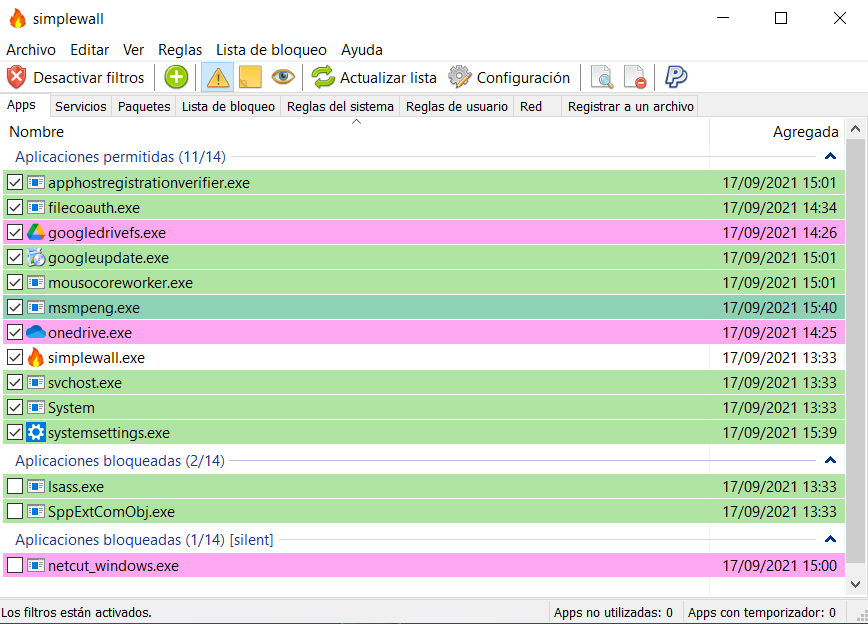 simplewall
Archivo Editar Ver Reglas Lista de bloqueo Ayuda
Desactivar filtros Actualizar lista Configuración
Apps Servicios Paquetes Lista de bloqueo Reglas del sistema Reglas de usuario Red Registrar a un archivo
Nombre Agregada
Aplicaciones permitidas (11/14)
apphostregistrationverifier.exe 17/09/2021 15:01
filecoauth.exe 17/09/2021 14:34
googledrivefs.exe 17/09/2021 14:26
googleupdate.exe 17/09/2021 15:01
mousocoreworker.exe 17/09/2021 15:01
msmpeng.exe 17/09/2021 15:40
onedrive.exe 17/09/2021 14:25
simplewall.exe 17/09/2021 13:33
svchost.exe 17/09/2021 13:33
System 17/09/2021 13:33
systemsettings.exe 17/09/2021 15:39
Aplicaciones bloqueadas (2/14)
lsass.exe 17/09/2021 13:33
SppExtComObj.exe 17/09/2021 13:33
Aplicaciones bloqueadas (1/14) [silent]
netcut_windows.exe 17/09/2021 15:00
Los filtros están activados. Apps no utilizadas: 0 Apps con temporizador: 0